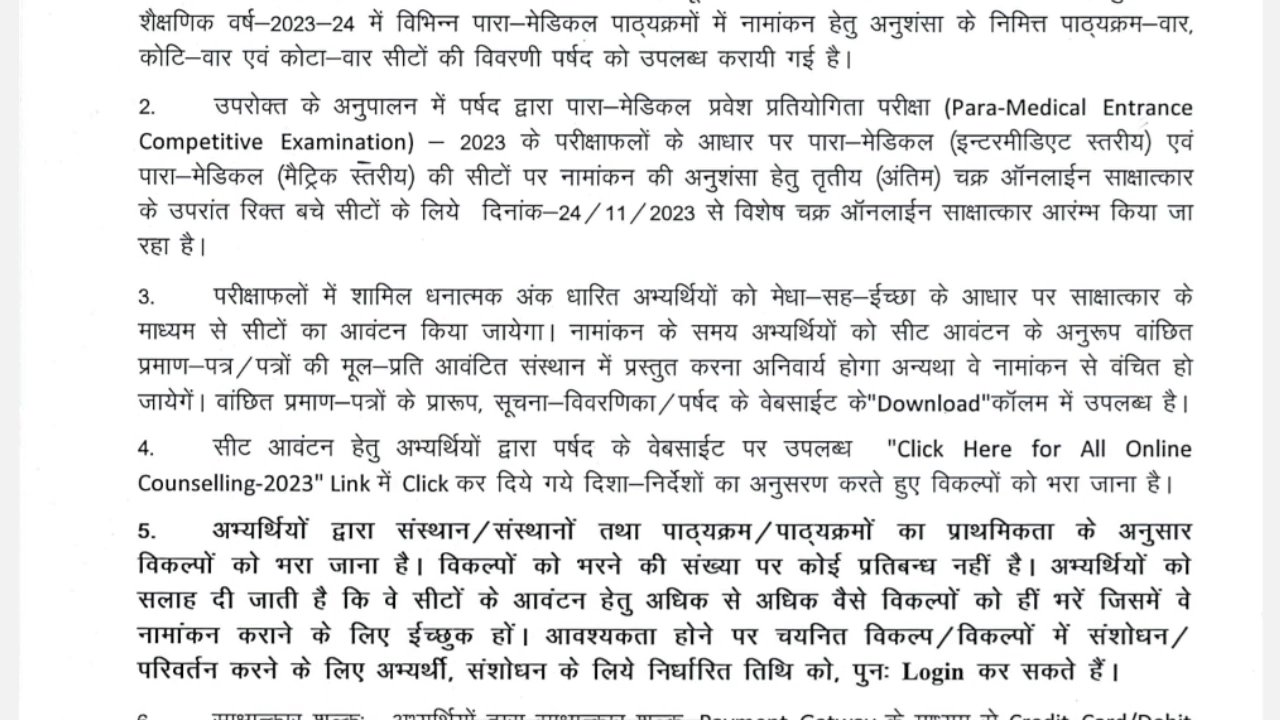 शैक्षणिक वर्ष–2023–24 में विभिन्न पारा–मेडिकल पाठ्यक्रमों में नामांकन हेतु अनुशंसा के निमित्त पाठ्यक्रम–वार,
कोटि–वार एवं कोटा–वार सीटों की विवरणी पर्षद को उपलब्ध करायी गई है।
2. उपरोक्त के अनुपालन में पर्षद द्वारा पारा–मेडिकल प्रवेश प्रतियोगिता परीक्षा (Para-Medical Entrance
Competitive Examination) – 2023 के परीक्षाफलों के आधार पर पारा–मेडिकल (इन्टरमीडिएट स्तरीय) एवं
पारा–मेडिकल (मैट्रिक स्तरीय) की सीटों पर नामांकन की अनुशंसा हेतु तृतीय (अंतिम) चक्र ऑनलाईन साक्षात्कार
के उपरांत रिक्त बचे सीटों के लिये दिनांक–24/11/2023 से विशेष चक्र ऑनलाईन साक्षात्कार आरंम्भ किया जा
रहा है।
3. परीक्षाफलों में शामिल धनात्मक अंक धारित अभ्यर्थियों को मेधा–सह–ईच्छा के आधार पर साक्षात्कार के
माध्यम से सीटों का आवंटन किया जायेगा। नामांकन के समय अभ्यर्थियों को सीट आवंटन के अनुरूप वांछित
प्रमाण–पत्र/पत्रों की मूल–प्रति आवंटित संस्थान में प्रस्तुत करना अनिवार्य होगा अन्यथा वे नामांकन से वंचित हो
जायेगें। वांछित प्रमाण–पत्रों के प्रारूप, सूचना–विवरणिका/पर्षद के वेबसाईट के"Download"कॉलम में उपलब्ध है।
4. सीट आवंटन हेतु अभ्यर्थियों द्वारा पर्षद के वेबसाईट पर उपलब्ध "Click Here for All Online
Counselling-2023" Link में Click कर दिये गये दिशा–निर्देशों का अनुसरण करते हुए विकल्पों को भरा जाना है।
5. अभ्यर्थियों द्वारा संस्थान/संस्थानों तथा पाठ्यक्रम/पाठ्यक्रमों का प्राथमिकता के अनुसार
विकल्पों को भरा जाना है। विकल्पों को भरने की संख्या पर कोई प्रतिबन्ध नहीं है। अभ्यर्थियों को
सलाह दी जाती है कि वे सीटों के आवंटन हेतु अधिक से अधिक वैसे विकल्पों को हीं भरें जिसमें वे
नामांकन कराने के लिए ईच्छुक हों। आवश्यकता होने पर चयनित विकल्प/विकल्पों में संशोधन/
परिवर्तन करने के लिए अभ्यर्थी, संशोधन के लिये निर्धारित तिथि को, पुनः Login कर सकते हैं।